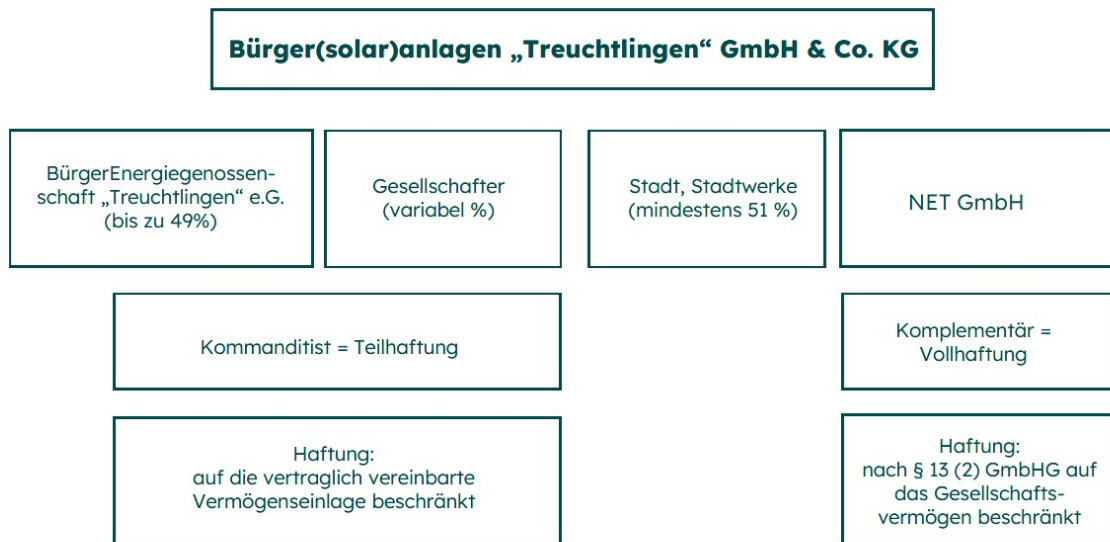 Bürger(solar)anlagen „Treuchtlingen“ GmbH & Co. KG
BürgerEnergiegenossen-
schaft „Treuchtlingen“ e.G.
(bis zu 49%)
Gesellschafter
(variabel %)
Stadt, Stadtwerke
(mindestens 51 %)
NET GmbH
Kommanditist = Teilhaftung
Komplementär =
Vollhaftung
Haftung:
auf die vertraglich vereinbarte
Vermögenseinlage beschränkt
Haftung:
nach § 13 (2) GmbHG auf
das Gesellschafts-
vermögen beschränkt